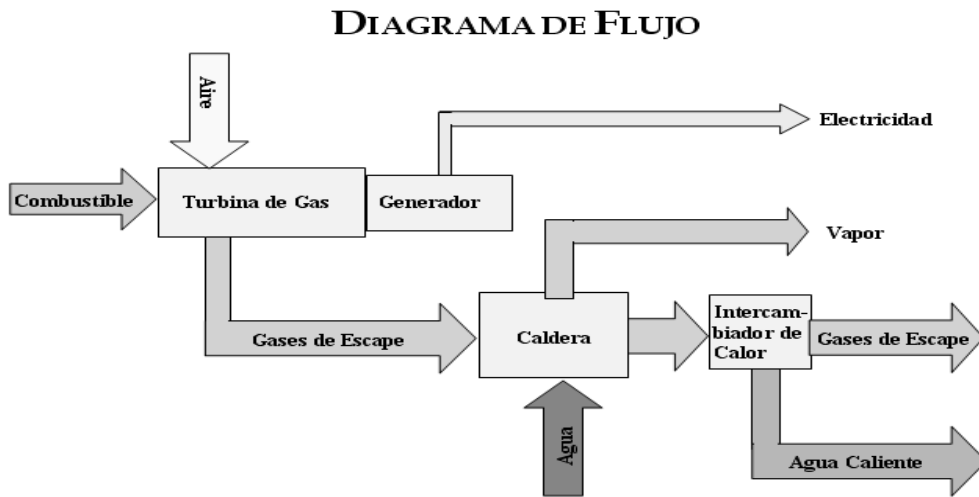 DIAGRAMA DE FLUJO
Aire
Electricidad
Combustible
Turbina de Gas
Generador
Vapor
Gases de Escape
Caldera
Intercam-
biador de
Calor
Gases de Escape
Agua
Agua Caliente